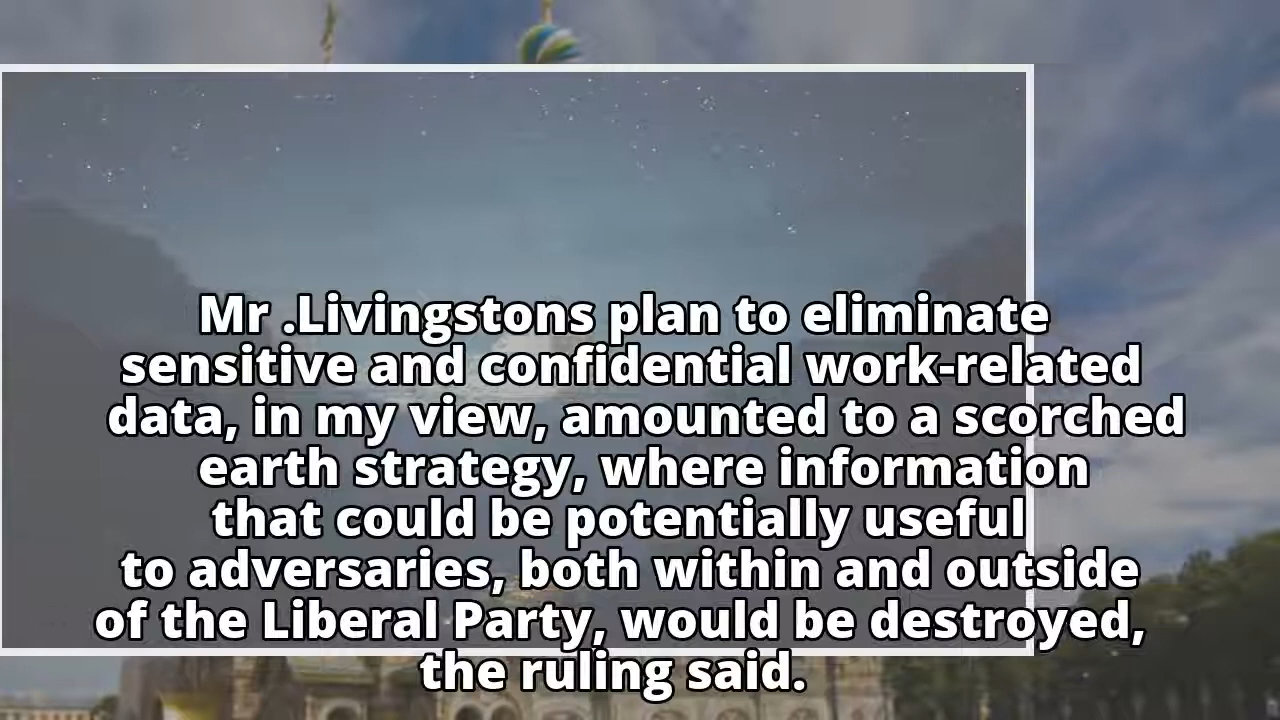 Mr .Livingstons plan to eliminate
sensitive and confidential work-related
data, in my view, amounted to a scorched
earth strategy, where information
that could be potentially useful
to adversaries, both within and outside
of the Liberal Party, would be destroyed,
the ruling said.